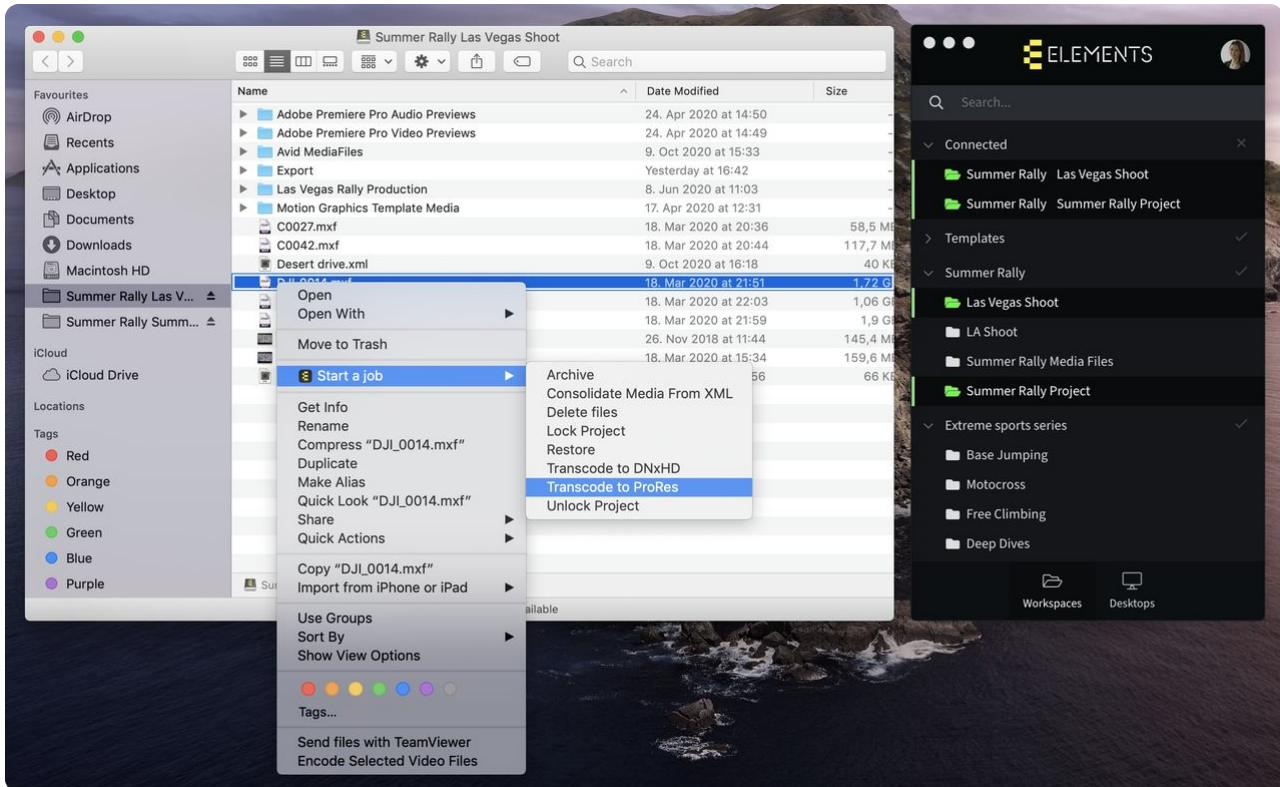 Summer Rally Las Vegas Shoot
Search
Favourites
AirDrop
Recents
Applications
Desktop
Documents
Downloads
Macintosh HD
Summer Rally Las V...
Summer Rally Summ...
iCloud
iCloud Drive
Locations
Tags
Red
Orange
Yellow
Green
Blue
Purple
Name Date Modified Size
Adobe Premiere Pro Audio Previews 24. Apr 2020 at 14:50 -
Adobe Premiere Pro Video Previews 24. Apr 2020 at 14:49 -
Avid MediaFiles 9. Oct 2020 at 15:33 -
Export Yesterday at 16:42 -
Las Vegas Rally Production 8. Jun 2020 at 11:03 -
Motion Graphics Template Media 17. Apr 2020 at 12:31 -
C0027.mxf 18. Mar 2020 at 20:36 58,5
C0042.mxf 18. Mar 2020 at 20:44 117,7
Desert drive.xml 9. Oct 2020 at 16:18 40
DJI_0014.mxf 18. Mar 2020 at 21:51 1,72
18. Mar 2020 at 22:03 1,06
18. Mar 2020 at 21:59 1,9
26. Nov 2018 at 11:44 145,4
18. Mar 2020 at 15:34 159,6
56 66
Open
Open With
Move to Trash
Start a job
Get Info
Rename
Compress “DJI_0014.mxf”
Duplicate
Make Alias
Quick Look “DJI_0014.mxf”
Share
Quick Actions
Copy “DJI_0014.mxf”
Import from iPhone or iPad
Use Groups
Sort By
Show View Options
Tags...
Send files with TeamViewer
Encode Selected Video Files
Archive
Consolidate Media From XML
Delete files
Lock Project
Restore
Transcode to DNxHD
Transcode to ProRes
Unlock Project
ELEMENTS
Search...
Connected
Summer Rally Las Vegas Shoot
Summer Rally Summer Rally Project
Templates
Summer Rally
Las Vegas Shoot
LA Shoot
Summer Rally Media Files
Summer Rally Project
Extreme sports series
Base Jumping
Motocross
Free Climbing
Deep Dives
Workspaces Desktops